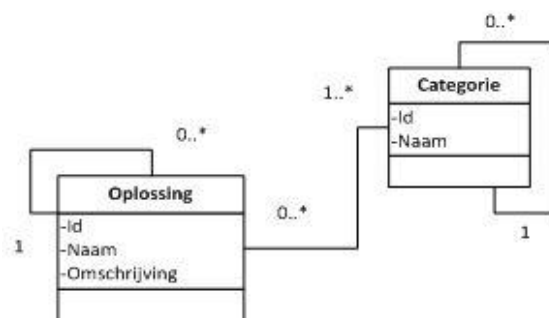 0..*
Categorie
1..*
-Id
-Naam
0..*
Oplossing
0..*
1
1
-Id
-Naam
-Omschrijving